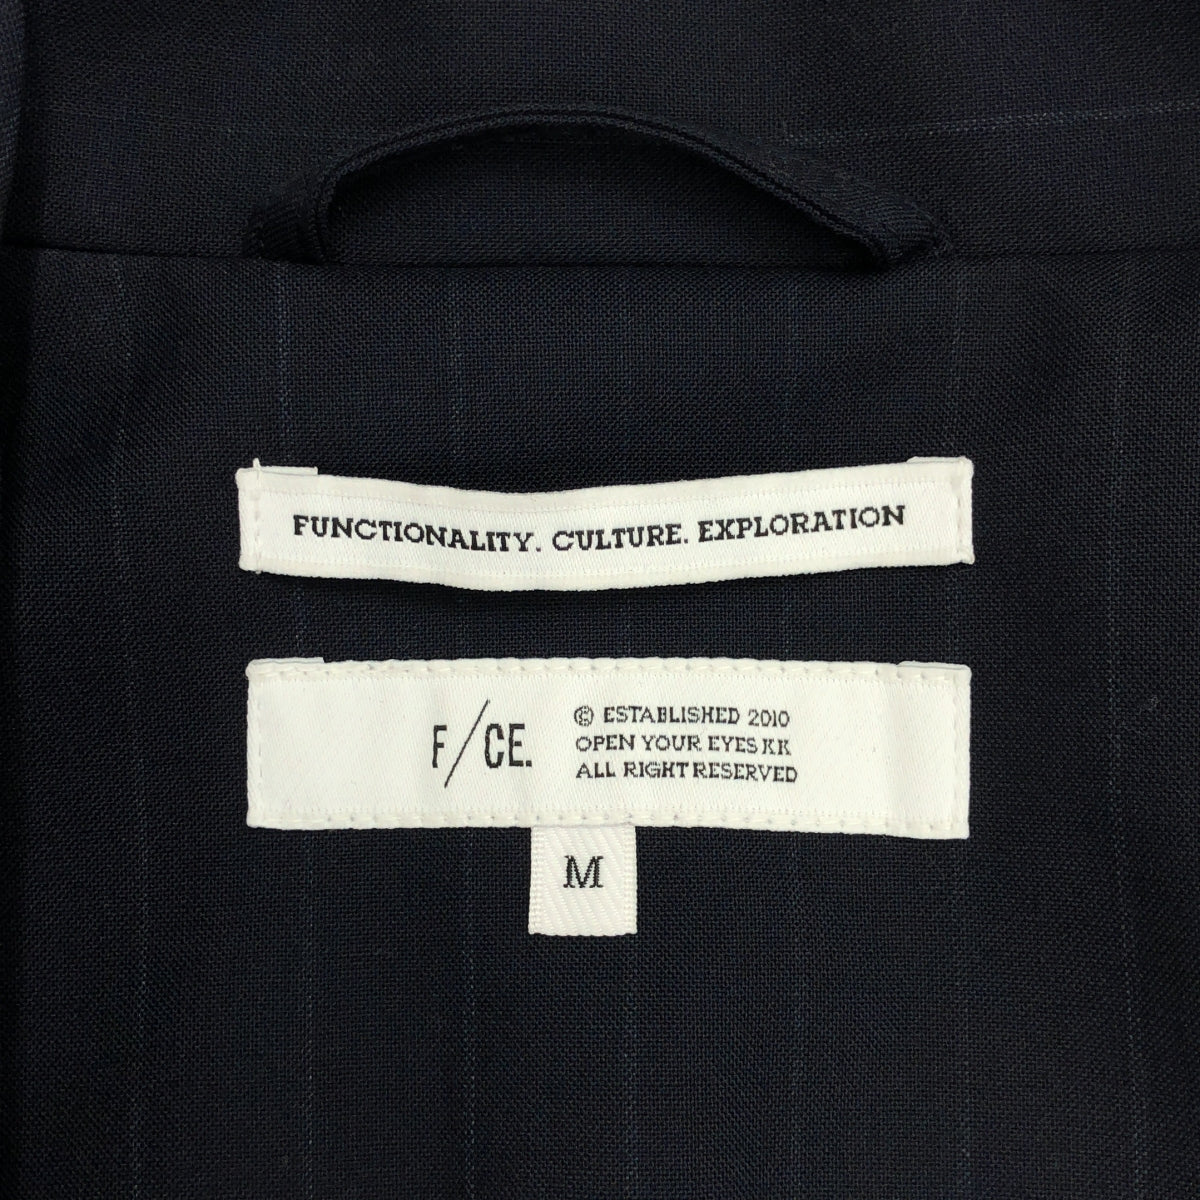 FUNCTIONALITY. CULTURE. EXPLORATION
F/CE.
® ESTABLISHED 2010
OPEN YOUR EYES KK
ALL RIGHT RESERVED
M